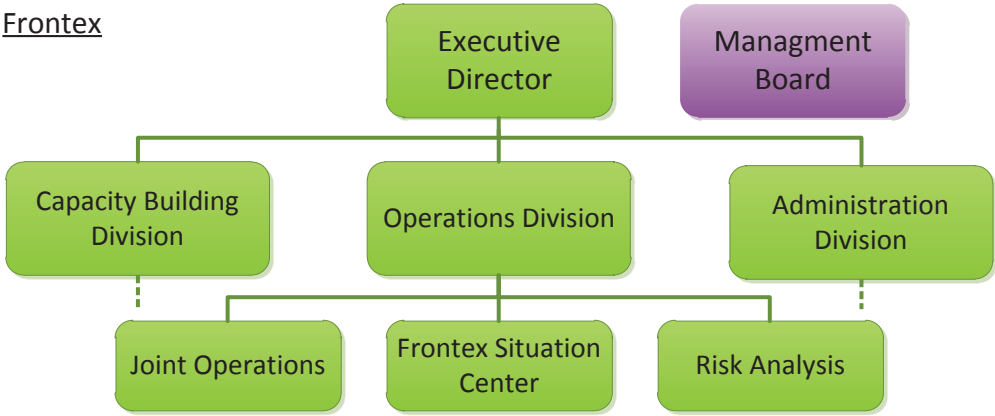 Frontex
Executive
Director
Managment
Board
Capacity Building
Division
Operations Division
Administration
Division
Joint Operations
Frontex Situation
Center
Risk Analysis